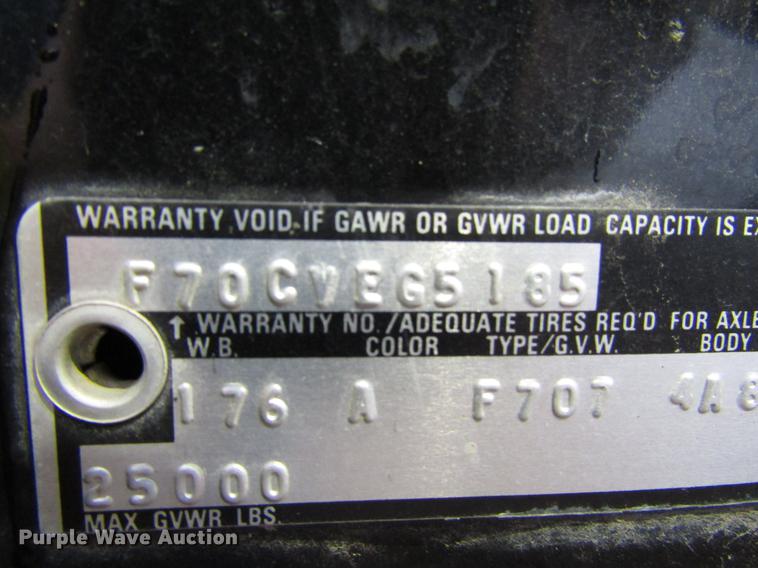 WARRANTY VOID IF GAWR OR GVWR LOAD CAPACITY IS EX
F70CVEG5185
↑ WARRANTY NO./ADEQUATE TIRES REQ'D FOR AXLE
W.B. COLOR TYPE/G.V.W. BODY
176 A F707 4A8
25000
MAX GVWR LBS.
Purple Wave Auction